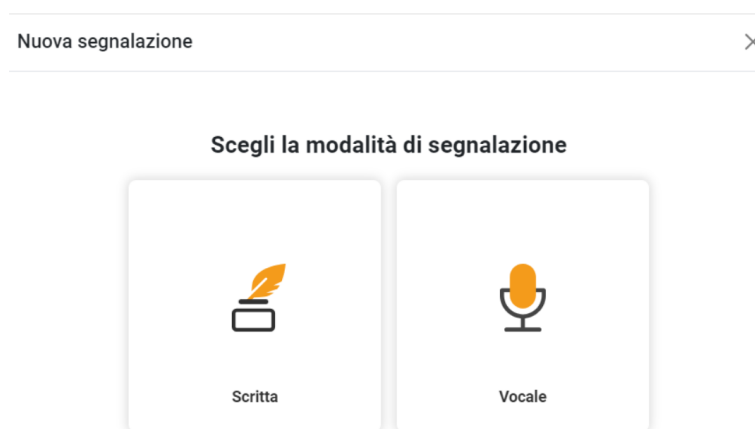 Nuova segnalazione
Scegli la modalità di segnalazione
Scritta
Vocale